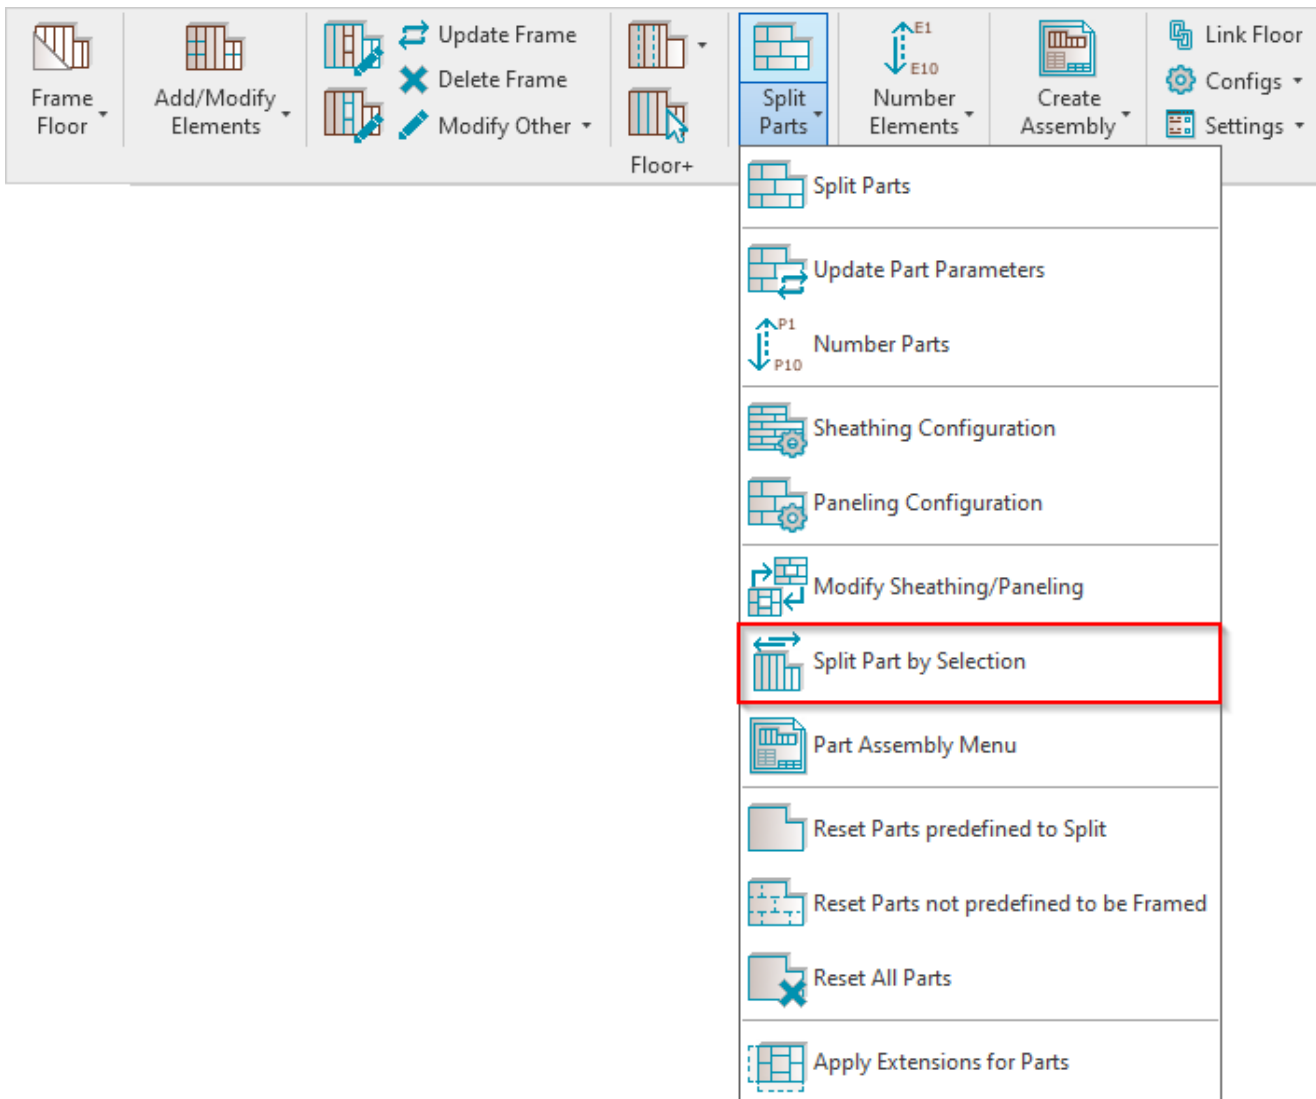 Frame
Floor
Add/Modify
Elements
Update Frame
Delete Frame
Modify Other
Floor+
Split
Parts
E1
E10
Number
Elements
Create
Assembly
Link Floor
Configs
Settings
Split Parts
Update Part Parameters
P1
P10
Number Parts
Sheathing Configuration
Paneling Configuration
Modify Sheathing/Paneling
Split Part by Selection
Part Assembly Menu
Reset Parts predefined to Split
Reset Parts not predefined to be Framed
Reset All Parts
Apply Extensions for Parts